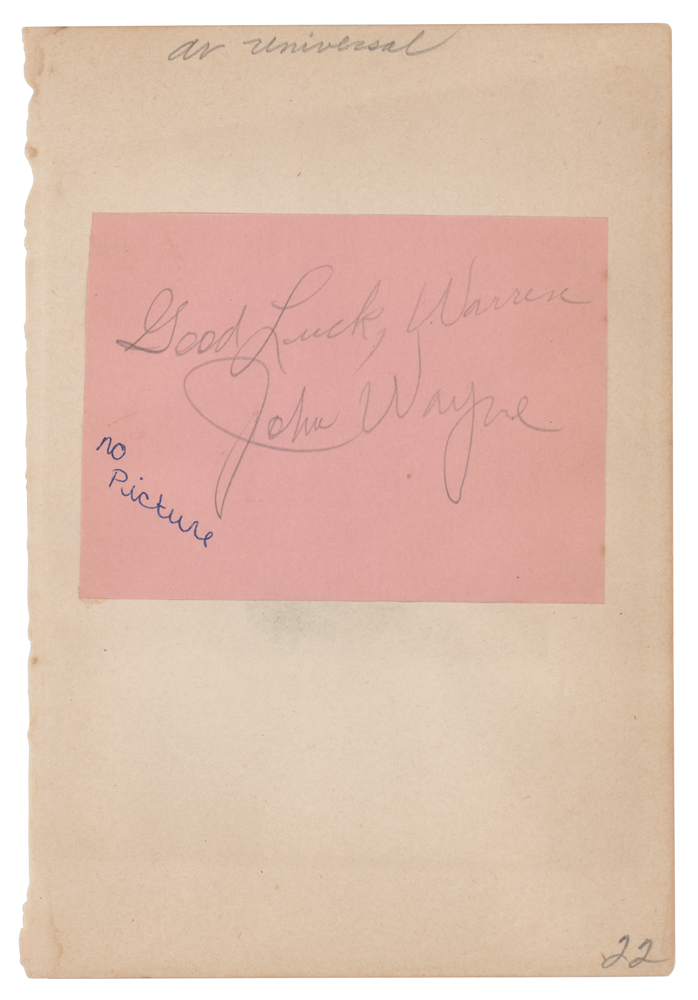 at universal
Good Luck, Warren
John Wayne
no
Picture
22